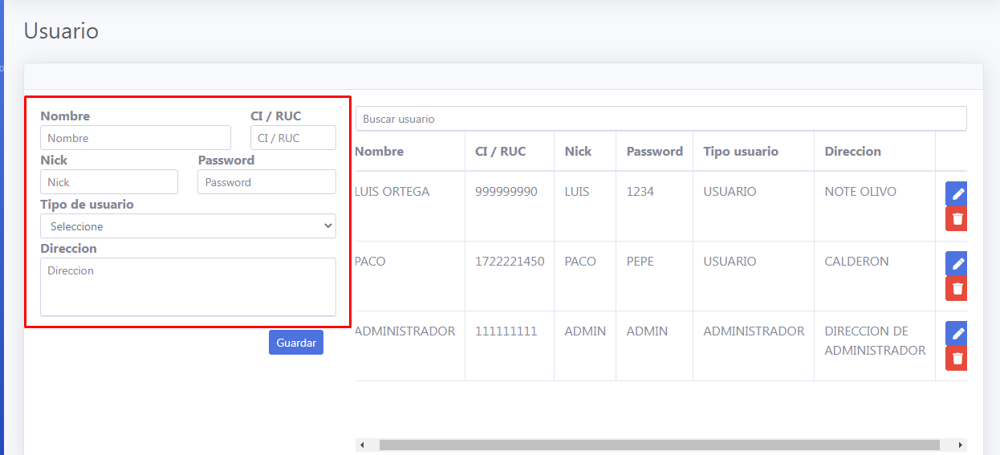 Usuario
Nombre CI / RUC
Nombre CI / RUC
Nick Password
Nick Password
Tipo de usuario
Seleccione
Direccion
Direccion
Guardar
Buscar usuario
Nombre CI / RUC Nick Password Tipo usuario Direccion
LUIS ORTEGA 999999990 LUIS 1234 USUARIO NOTE OLIVO
PACO 1722221450 PACO PEPE USUARIO CALDERON
ADMINISTRADOR 111111111 ADMIN ADMIN ADMINISTRADOR DIRECCION DE
ADMINISTRADOR